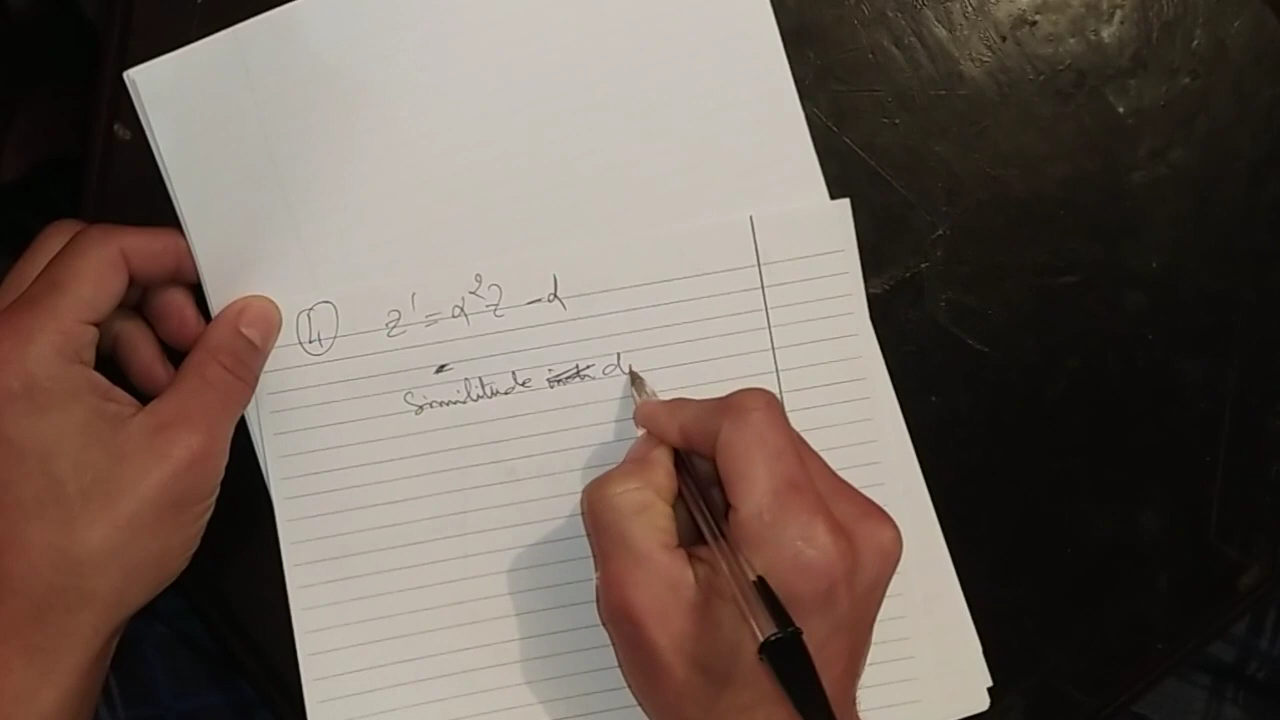 ④ z' = α²z - α
Similitude d